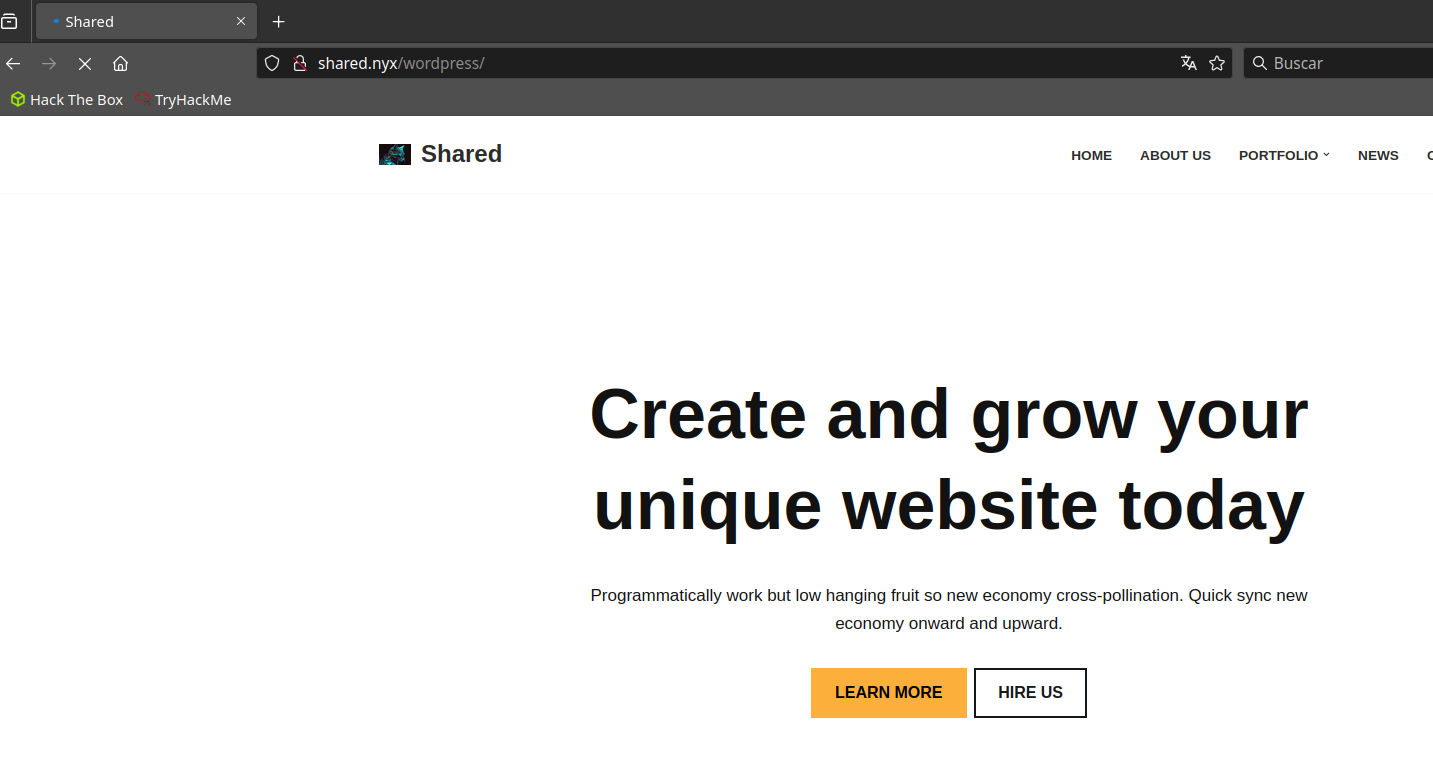 Shared
shared.nyx/wordpress/
Buscar
Hack The Box TryHackMe
Shared
HOME ABOUT US PORTFOLIO NEWS
Create and grow your
unique website today
Programmatically work but low hanging fruit so new economy cross-pollination. Quick sync new
economy onward and upward.
LEARN MORE HIRE US